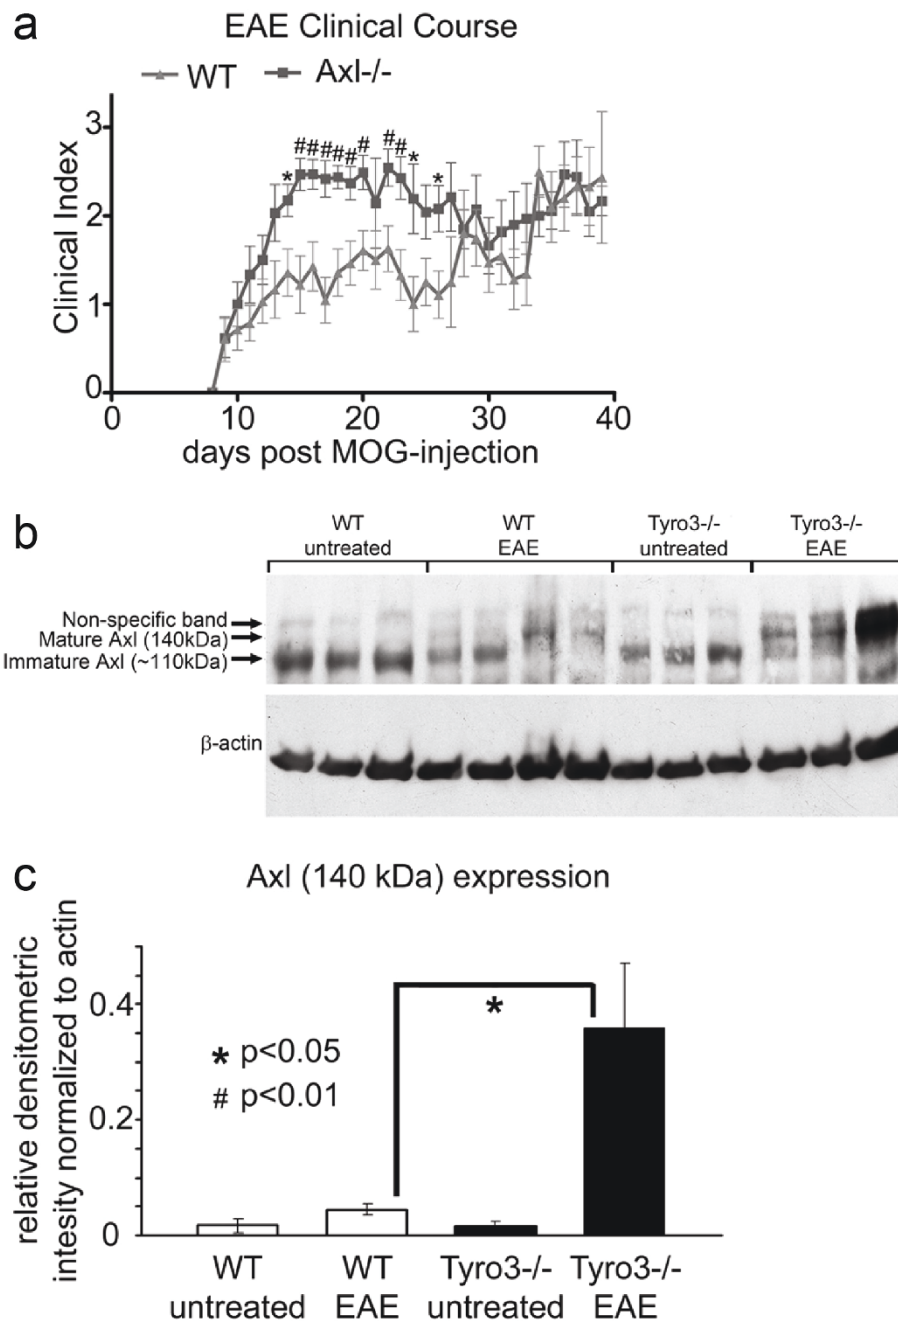 a
EAE Clinical Course
WT Axl-/-
Clinical Index
3
2
1
0
* # # # # # # # # * *
0 10 20 30 40
days post MOG-injection
b
WT untreated
WT EAE
Tyro3-/- untreated
Tyro3-/- EAE
Non-specific band
Mature Axl (140kDa)
Immature Axl (~110kDa)
β-actin
c
Axl (140 kDa) expression
relative densitometric
intesity normalized to actin
0.4
0.2
0
*
* p<0.05
# p<0.01
WT untreated
WT EAE
Tyro3-/- untreated
Tyro3-/- EAE